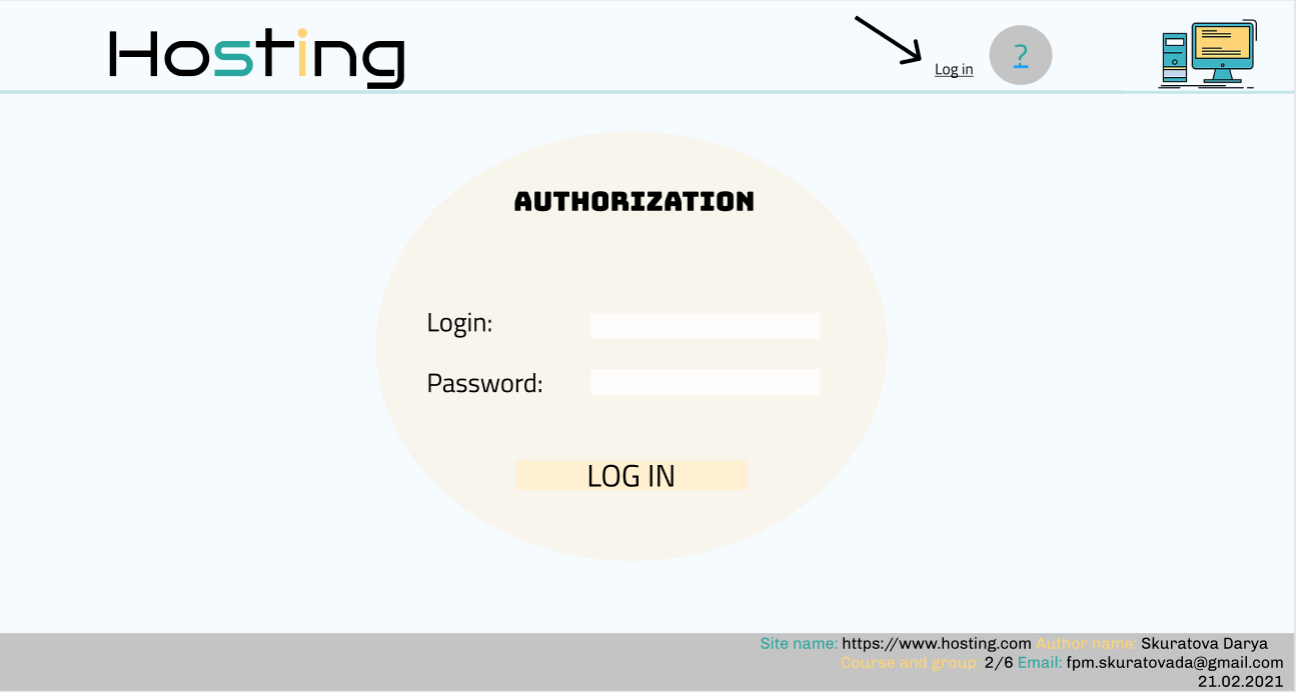 Hosting
Log in
?
AUTHORIZATION
Login:
Password:
LOG IN
Site name: https://www.hosting.com Author name: Skuratova Darya
Course and group: 2/6 Email: fpm.skuratovada@gmail.com
21.02.2021